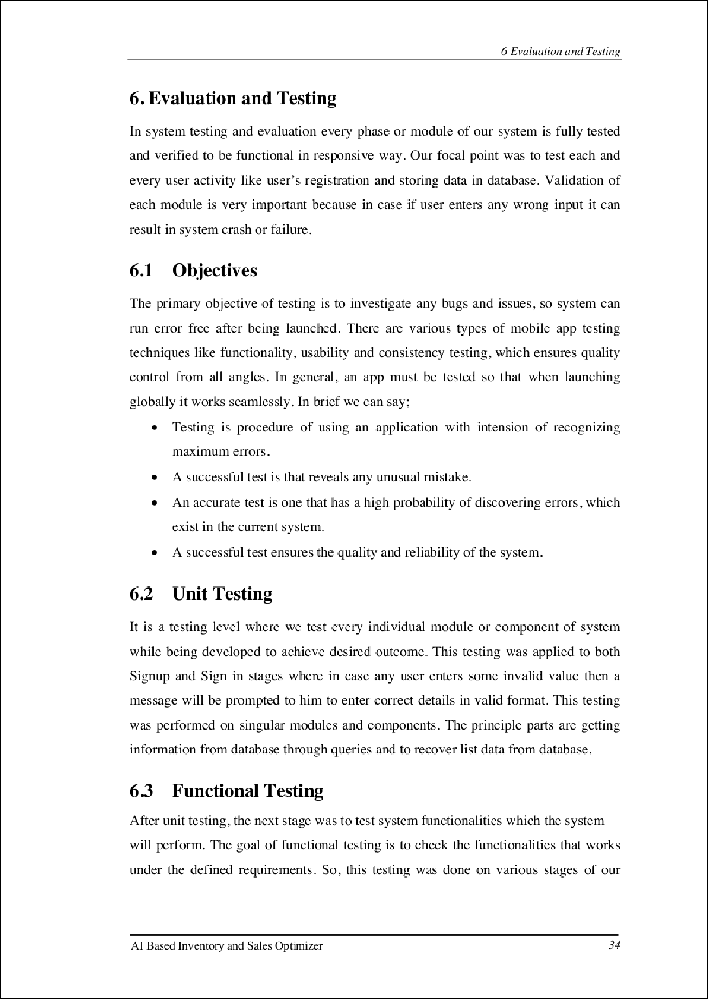 6 Evaluation and Testing
6. Evaluation and Testing
In system testing and evaluation every phase or module of our system is fully tested
and verified to be functional in responsive way. Our focal point was to test each and
every user activity like user’s registration and storing data in database. Validation of
each module is very important because in case if user enters any wrong input it can
result in system crash or failure.
6.1 Objectives
The primary objective of testing is to investigate any bugs and issues, so system can
run error free after being launched. There are various types of mobile app testing
techniques like functionality, usability and consistency testing, which ensures quality
control from all angles. In general, an app must be tested so that when launching
globally it works seamlessly. In brief we can say;
• Testing is procedure of using an application with intension of recognizing
maximum errors.
• A successful test is that reveals any unusual mistake.
• An accurate test is one that has a high probability of discovering errors, which
exist in the current system.
• A successful test ensures the quality and reliability of the system.
6.2 Unit Testing
It is a testing level where we test every individual module or component of system
while being developed to achieve desired outcome. This testing was applied to both
Signup and Sign in stages where in case any user enters some invalid value then a
message will be prompted to him to enter correct details in valid format. This testing
was performed on singular modules and components. The principle parts are getting
information from database through queries and to recover list data from database.
6.3 Functional Testing
After unit testing, the next stage was to test system functionalities which the system
will perform. The goal of functional testing is to check the functionalities that works
under the defined requirements. So, this testing was done on various stages of our
AI Based Inventory and Sales Optimizer 34